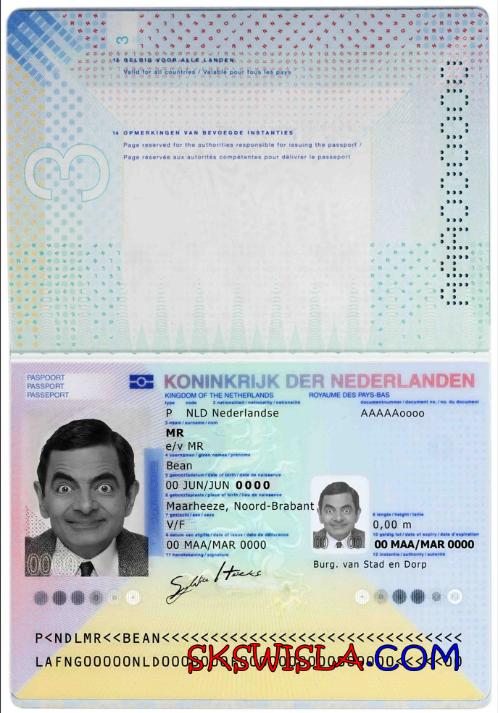 3
13 GELDIG VOOR ALLE LANDEN
Valid for all countries / Valable pour tous les pays
14 OPMERKINGEN VAN BEVOEGDE INSTANTIES
Page reserved for the authorities responsible for issuing the passport /
Page réservée aux autorités compétentes pour délivrer le passeport
3
PASPOORT
PASSPORT
PASSEPORT
KONINKRIJK DER NEDERLANDEN
KINGDOM OF THE NETHERLANDS ROYAUME DES PAYS-BAS
type code 2 nationaliteit / nationality / nationalité documentnummer / document no. / no. du document
P NLD Nederlandse AAAAAoooo
3 naam / surname / nom
MR
e/v MR
4 voornamen / given names / prénoms
Bean
5 geboortedatum / date of birth / date de naissance
00 JUN/JUN 0000
6 geboorteplaats / place of birth / lieu de naissance
Maarheeze, Noord-Brabant
7 geslacht / sex / sexe
V/F
8 lengte / height / taille
0,00 m
9 datum van afgifte / date of issue / date de délivrance
00 MAA/MAR 0000
10 geldig tot / date of expiry / date d'expiration
00 MAA/MAR 0000
11 handtekening / signature
12 instantie / authority / autorité
Burg. van Stad en Dorp
0000
P<NDLMR<<BEAN<<<<<<<<<<<<<<<<<<<<<<<<<<<<<<<
SKSWISLA.COM